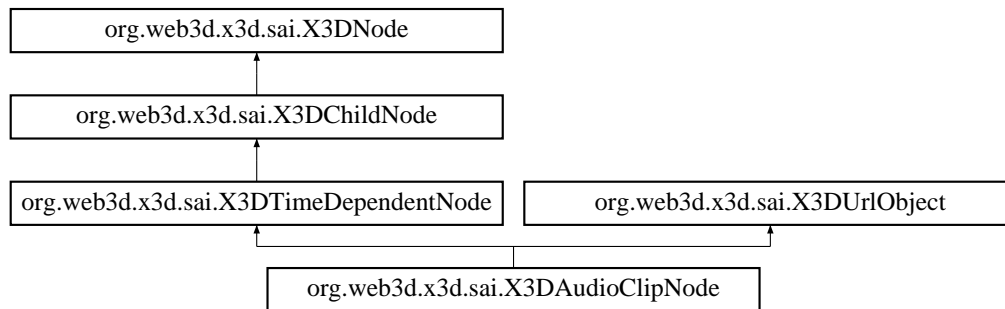 org.web3d.x3d.sai.X3DNode
org.web3d.x3d.sai.X3DChildNode
org.web3d.x3d.sai.X3DTimeDependentNode
org.web3d.x3d.sai.X3DUrlObject
org.web3d.x3d.sai.X3DAudioClipNode